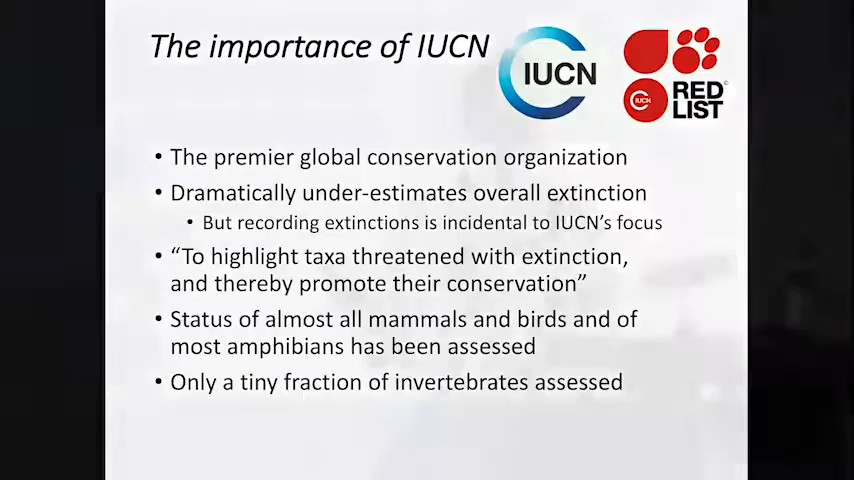 The importance of IUCN
IUCN
IUCN
RED
LIST
©
• The premier global conservation organization
• Dramatically under-estimates overall extinction
• But recording extinctions is incidental to IUCN’s focus
• “To highlight taxa threatened with extinction,
and thereby promote their conservation”
• Status of almost all mammals and birds and of
most amphibians has been assessed
• Only a tiny fraction of invertebrates assessed